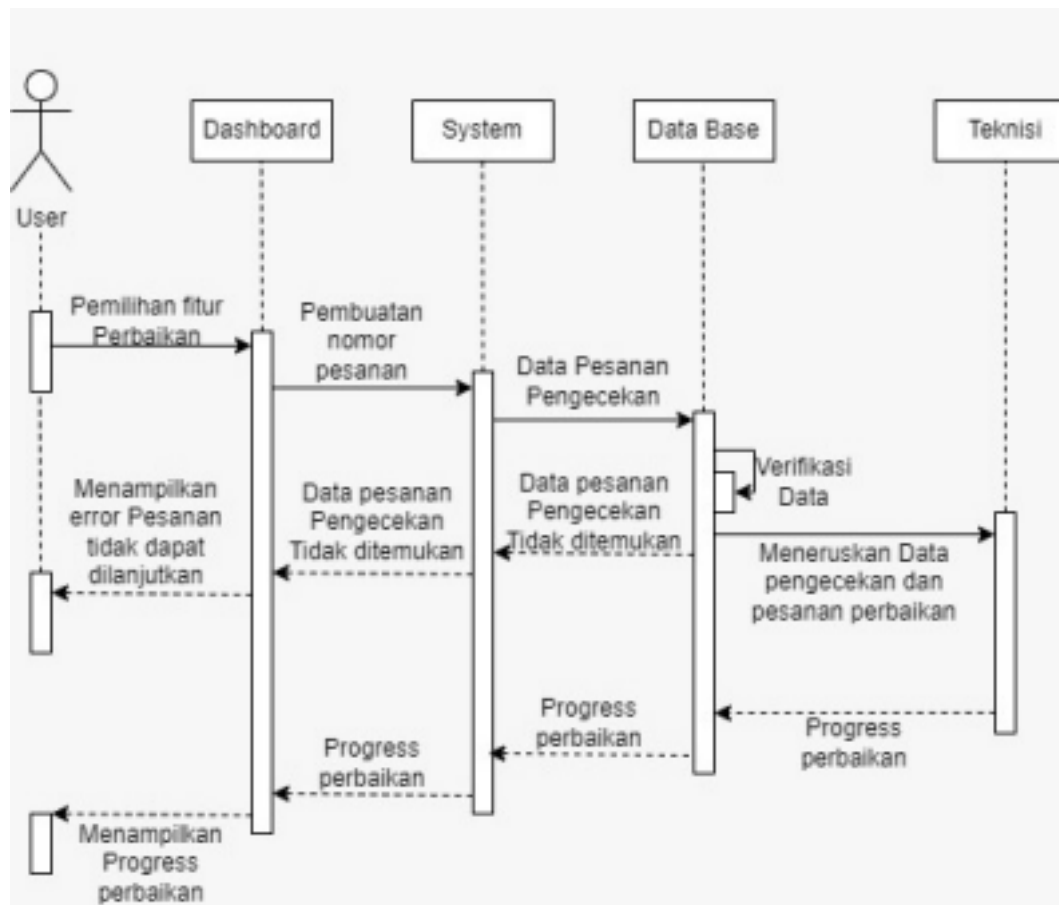 User
Dashboard
System
Data Base
Teknisi
Pemilihan fitur
Perbaikan
Pembuatan
nomor
pesanan
Data Pesanan
Pengecekan
Verifikasi
Data
Data pesanan
Pengecekan
Tidak ditemukan
Data pesanan
Pengecekan
Tidak ditemukan
Menampilkan
error Pesanan
tidak dapat
dilanjutkan
Meneruskan Data
pengecekan dan
pesanan perbaikan
Progress
perbaikan
Progress
perbaikan
Progress
perbaikan
Menampilkan
Progress
perbaikan